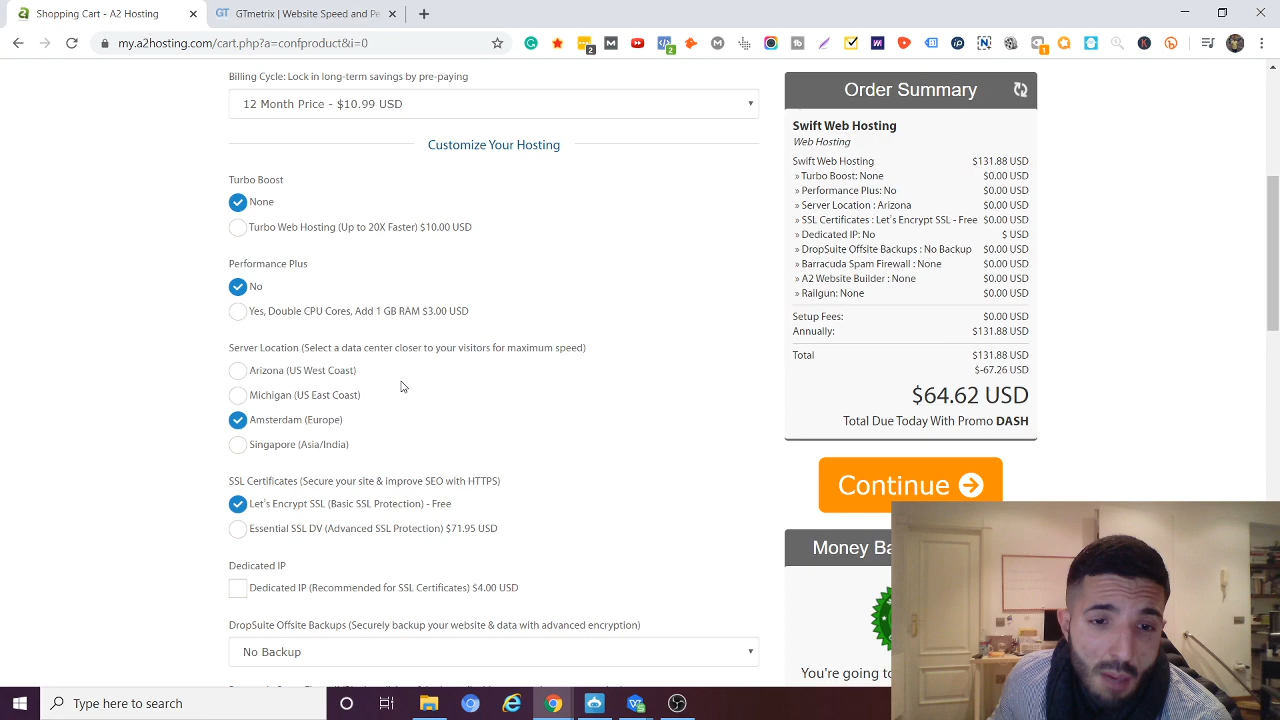 Shopping Cart - A2 Hosting
GTmetrix | Website Speed and Pe
my.a2hosting.com/cart.php?a=confproduct&i=0
Billing Cycle: Lock in long-term savings by pre-paying
12 Month Price - $10.99 USD
Customize Your Hosting
Turbo Boost
None
Turbo Web Hosting (Up to 20X Faster) $10.00 USD
Performance Plus
No
Yes, Double CPU Cores, Add 1 GB RAM $3.00 USD
Server Location (Select a data center closer to your visitors for maximum speed)
Arizona (US West Coast)
Michigan (US East Coast)
Amsterdam (Europe)
Singapore (Asia/India)
SSL Certificates (Secure your site & improve SEO with HTTPS)
Let's Encrypt SSL (Basic SSL Protection) - Free
Essential SSL DV (Advanced SSL Protection) $71.95 USD
Dedicated IP
Dedicated IP (Recommended for SSL Certificates) $4.00 USD
DropSuite Offsite Backups (Securely backup your website & data with advanced encryption)
No Backup
Order Summary
Swift Web Hosting
Web Hosting
Swift Web Hosting $131.88 USD
» Turbo Boost: None $0.00 USD
» Performance Plus: No $0.00 USD
» Server Location : Arizona $0.00 USD
» SSL Certificates : Let's Encrypt SSL - Free $0.00 USD
» Dedicated IP: No $ USD
» DropSuite Offsite Backups : No Backup $0.00 USD
» Barracuda Spam Firewall : None $0.00 USD
» A2 Website Builder : None $0.00 USD
» Railgun: None $0.00 USD
Setup Fees: $0.00 USD
Annually: $131.88 USD
Total $131.88 USD
$-67.26 USD
$64.62 USD
Total Due Today With Promo DASH
Continue
Money Ba
You're going to
Type here to search